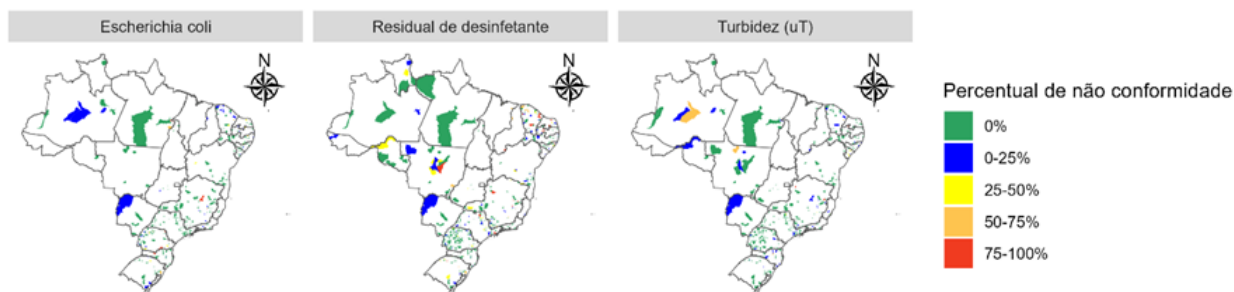 Escherichia coli
Residual de desinfetante
Turbidez (uT)
N
N
N
Percentual de não conformidade
0%
0-25%
25-50%
50-75%
75-100%